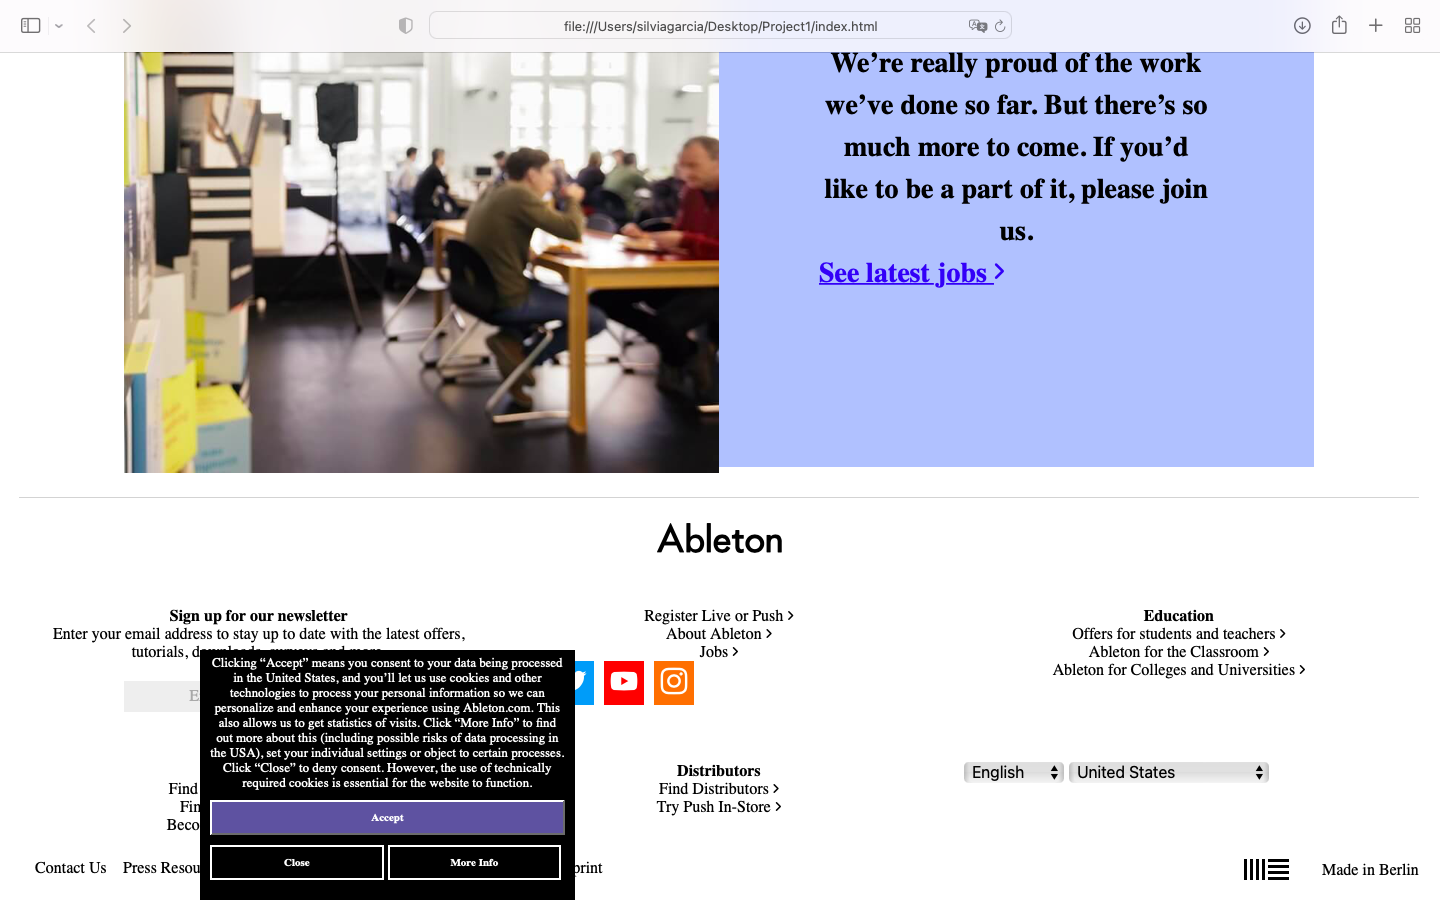 file:///Users/silviagarcia/Desktop/Project1/index.html
We’re really proud of the work
we’ve done so far. But there’s so
much more to come. If you’d
like to be a part of it, please join
us.
See latest jobs
Ableton
Sign up for our newsletter
Enter your email address to stay up to date with the latest offers,
tutorials, downloads, surveys and more.
Register Live or Push
About Ableton
Jobs
Education
Offers for students and teachers
Ableton for the Classroom
Ableton for Colleges and Universities
Clicking “Accept” means you consent to your data being processed
in the United States, and you’ll let us use cookies and other
technologies to process your personal information so we can
personalize and enhance your experience using Ableton.com. This
also allows us to get statistics of visits. Click “More Info” to find
out more about this (including possible risks of data processing in
the USA), set your individual settings or object to certain processes.
Click “Close” to deny consent. However, the use of technically
required cookies is essential for the website to function.
Accept
Close
More Info
Find
Fin
Beco
Distributors
Find Distributors
Try Push In-Store
English
United States
Contact Us
Press Resou
print
Made in Berlin